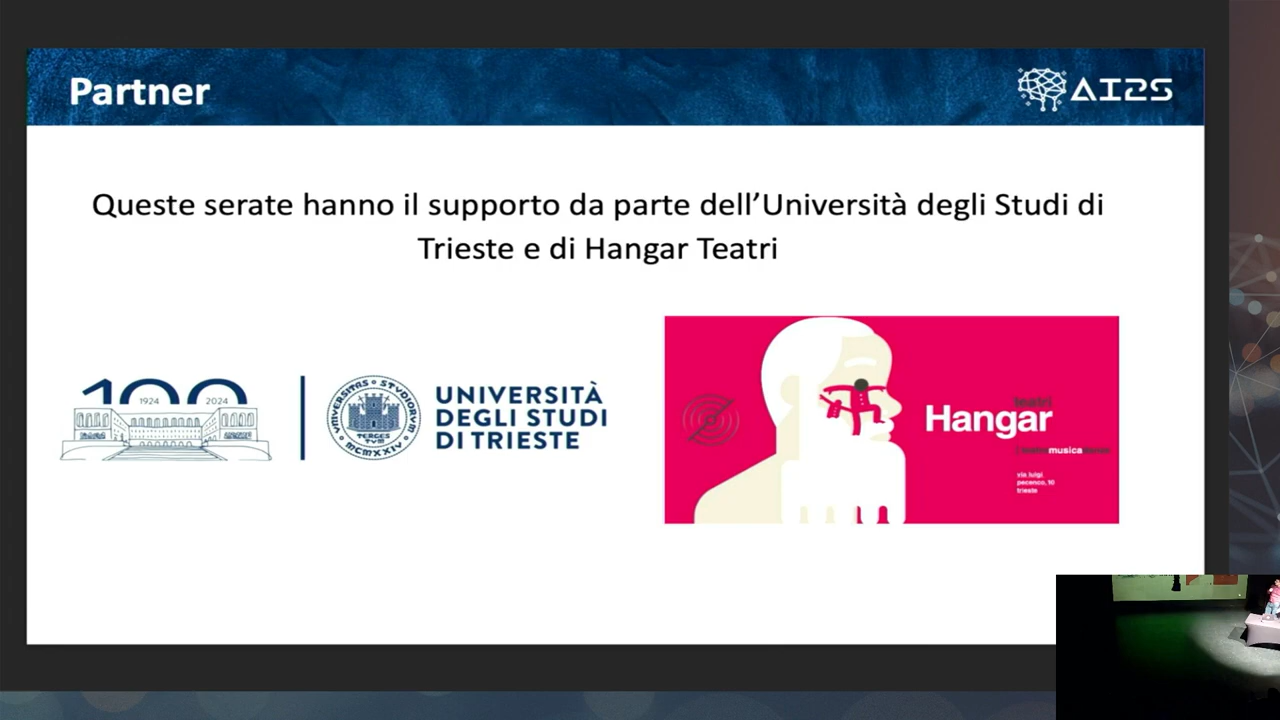 Partner
AI2S
Queste serate hanno il supporto da parte dell'Università degli Studi di
Trieste e di Hangar Teatri
100
1924 2024
UNIVERSITAS STVDIORVM
TERGES
TVM
MCMXXIV
UNIVERSITÀ
DEGLI STUDI
DI TRIESTE
teatri
Hangar
musica
via luigi
pecenco, 10
trieste